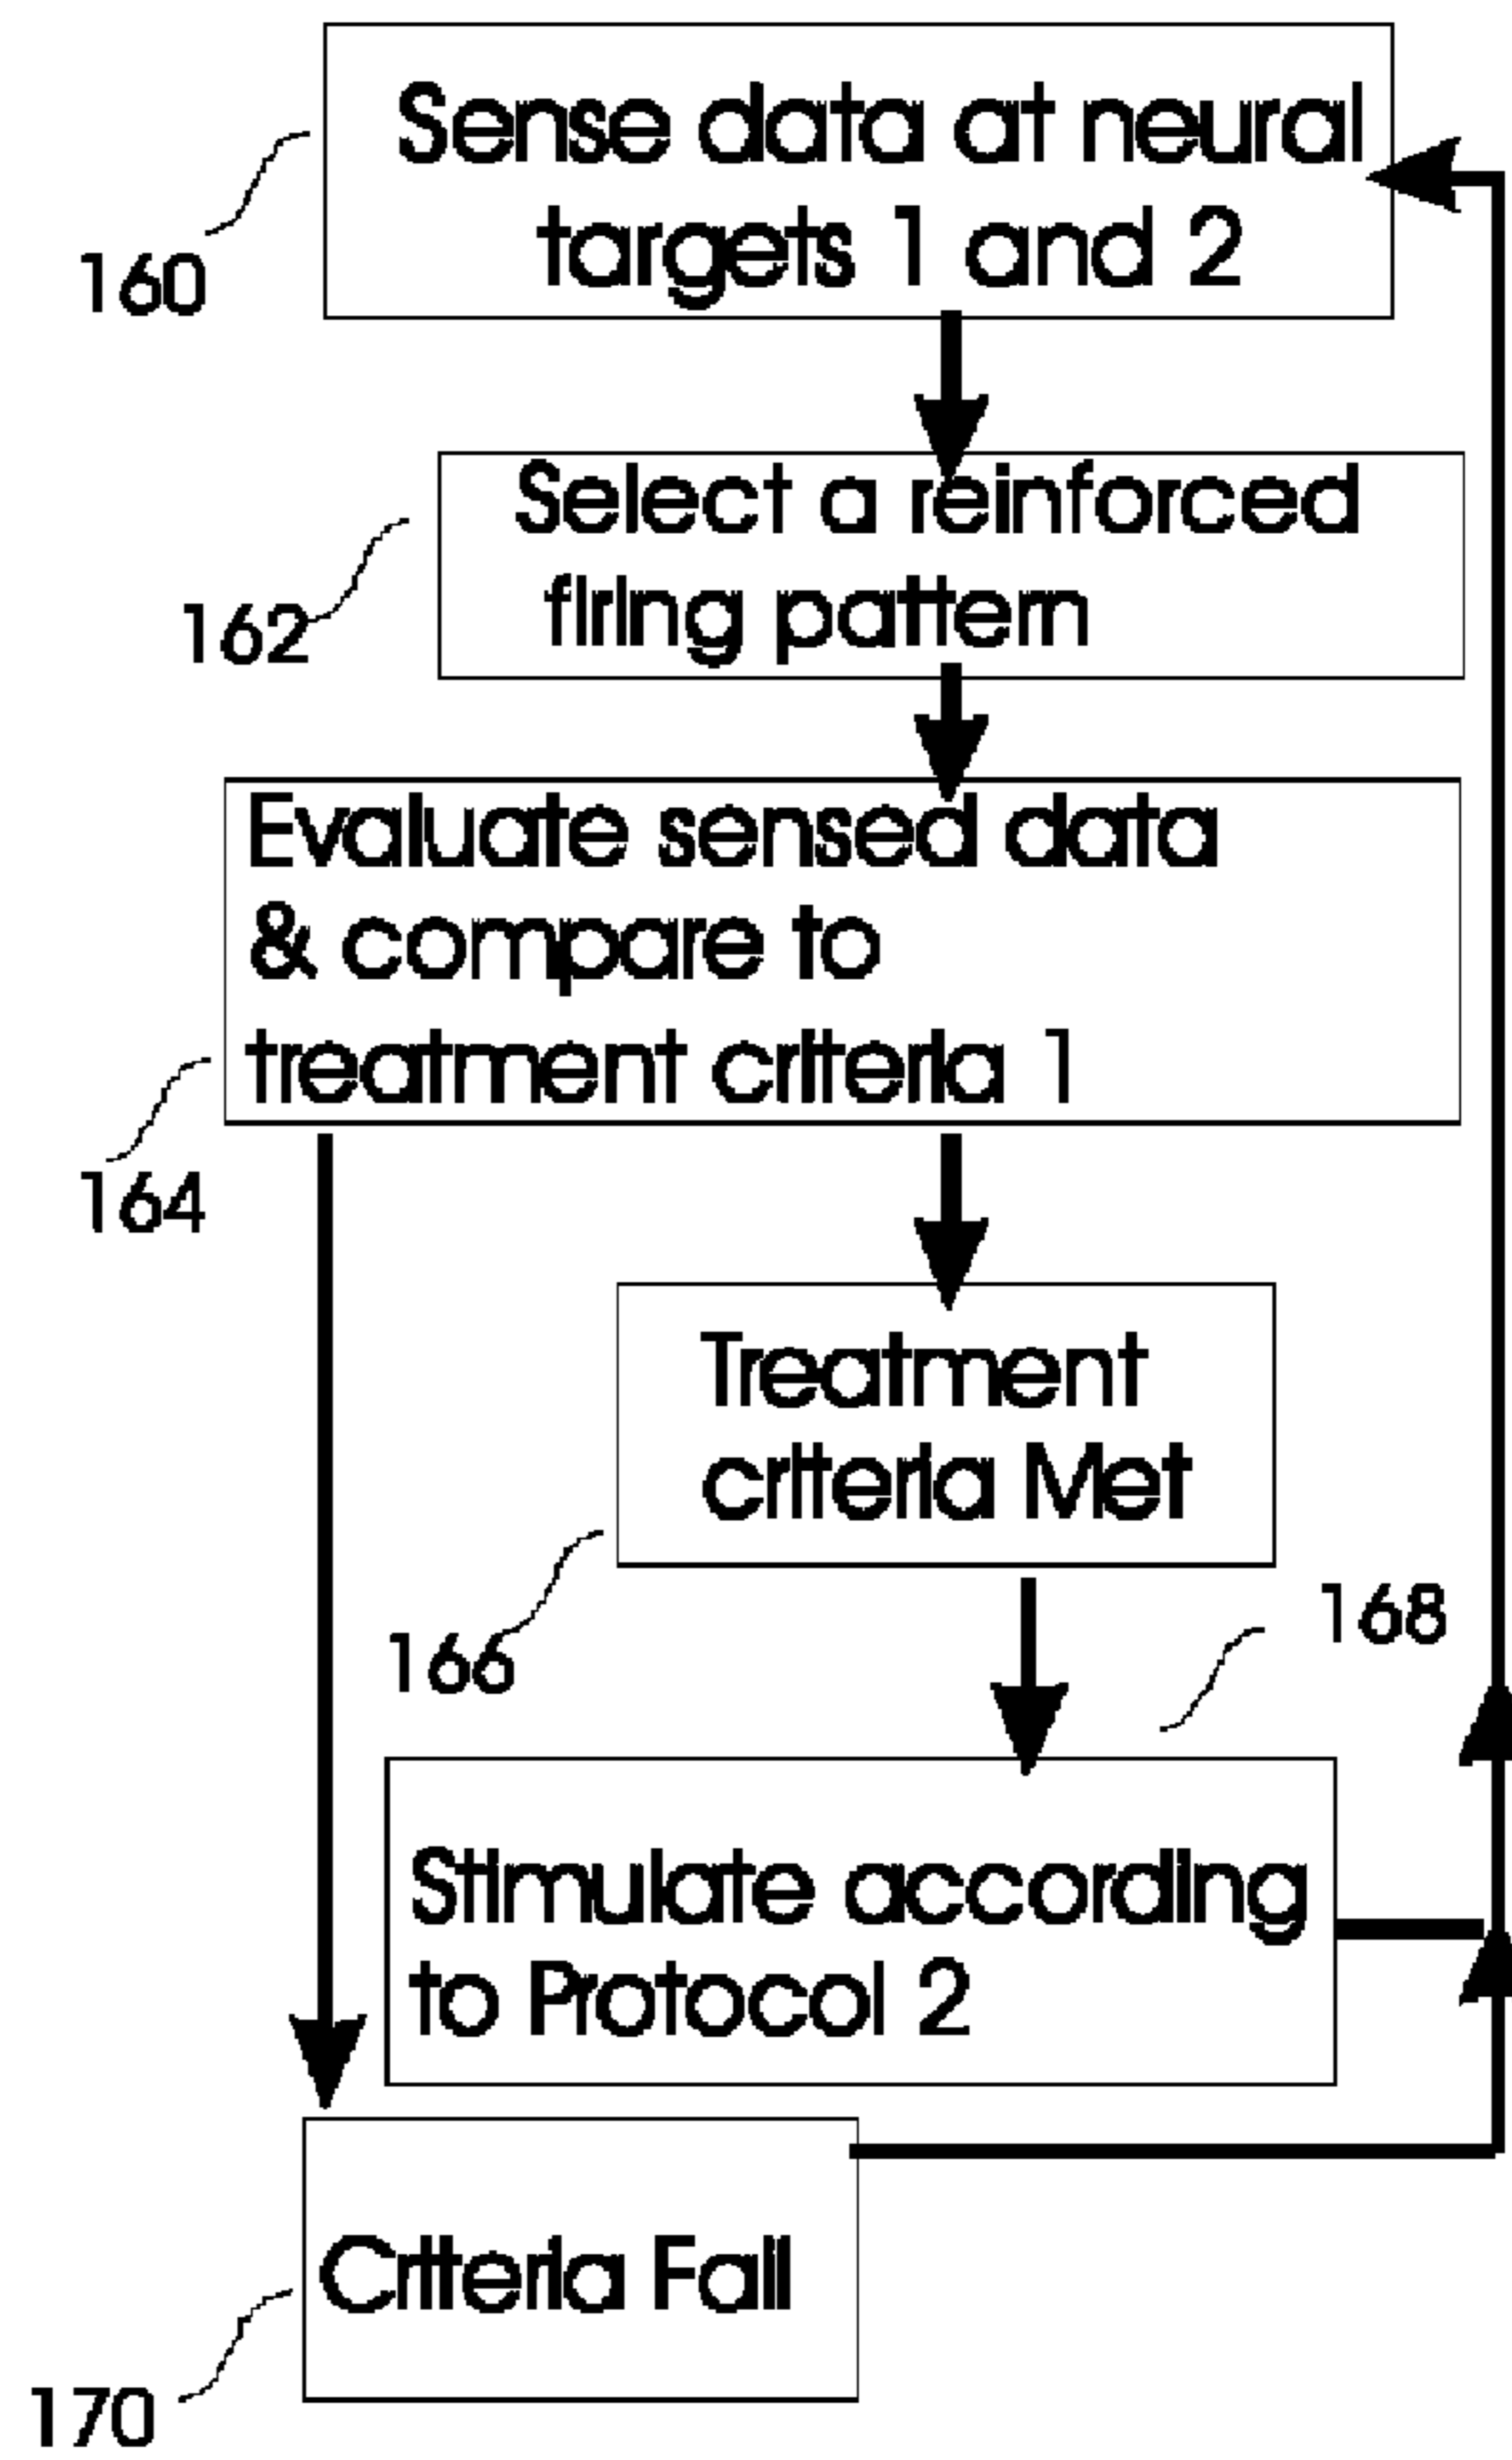 Sense data at neural
targets 1 and 2
160
Select a reinforced
firing pattern
162
Evaluate sensed data
& compare to
treatment criteria 1
164
Treatment
criteria Met
166
168
Stimulate according
to Protocol 2
Criteria Fail
170